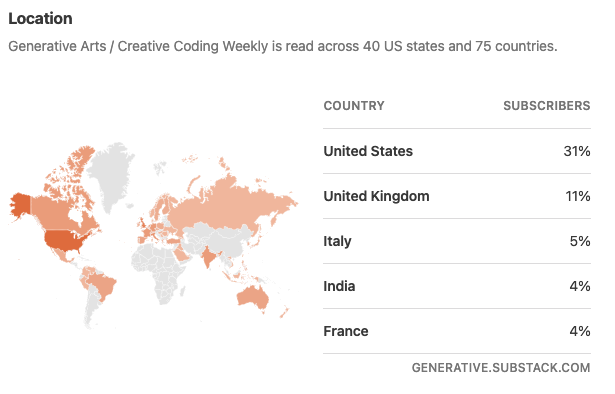 Location
Generative Arts / Creative Coding Weekly is read across 40 US states and 75 countries.
COUNTRY SUBSCRIBERS
United States 31%
United Kingdom 11%
Italy 5%
India 4%
France 4%
GENERATIVE.SUBSTACK.COM